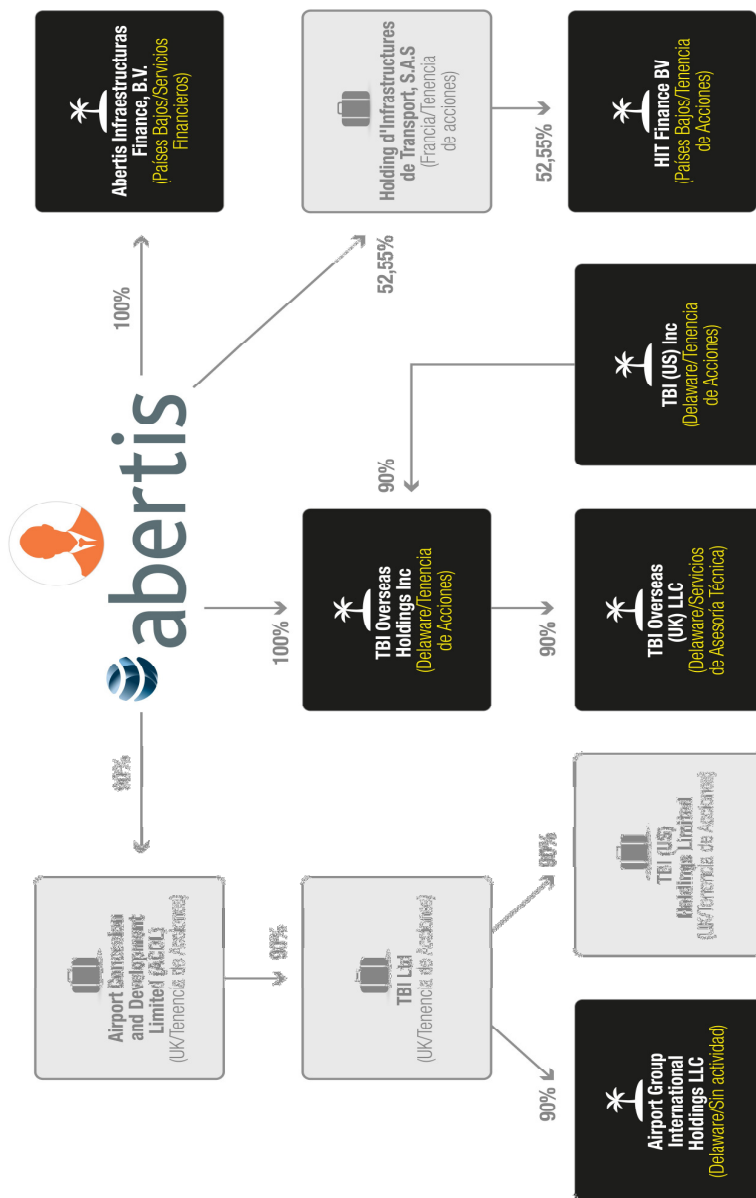 abertis
90%
100%
52,55%
100%
Airport Concession
and Development
Limited (ACDL)
(UK/Tenencia de Acciones)
Abertis Infraestructuras
Finance, B.V.
(Países Bajos/Servicios
Financieros)
90%
90%
TBI Ltd
(UK/Tenencia de Acciones)
TBI Overseas
Holdings Inc
(Delaware/Tenencia
de Acciones)
Holding d'Infrastructures
de Transport, S.A.S
(Francia/Tenencia
de acciones)
90%
90%
90%
52,55%
Airport Group
International
Holdings LLC
(Delaware/Sin actividad)
TBI (US)
Holdings Limited
(UK/Tenencia de Acciones)
TBI Overseas
(UK) LLC
(Delaware/Servicios
de Asesoría Técnica)
TBI (US) Inc
(Delaware/Tenencia
de Acciones)
HIT Finance BV
(Países Bajos/Tenencia
de Acciones)